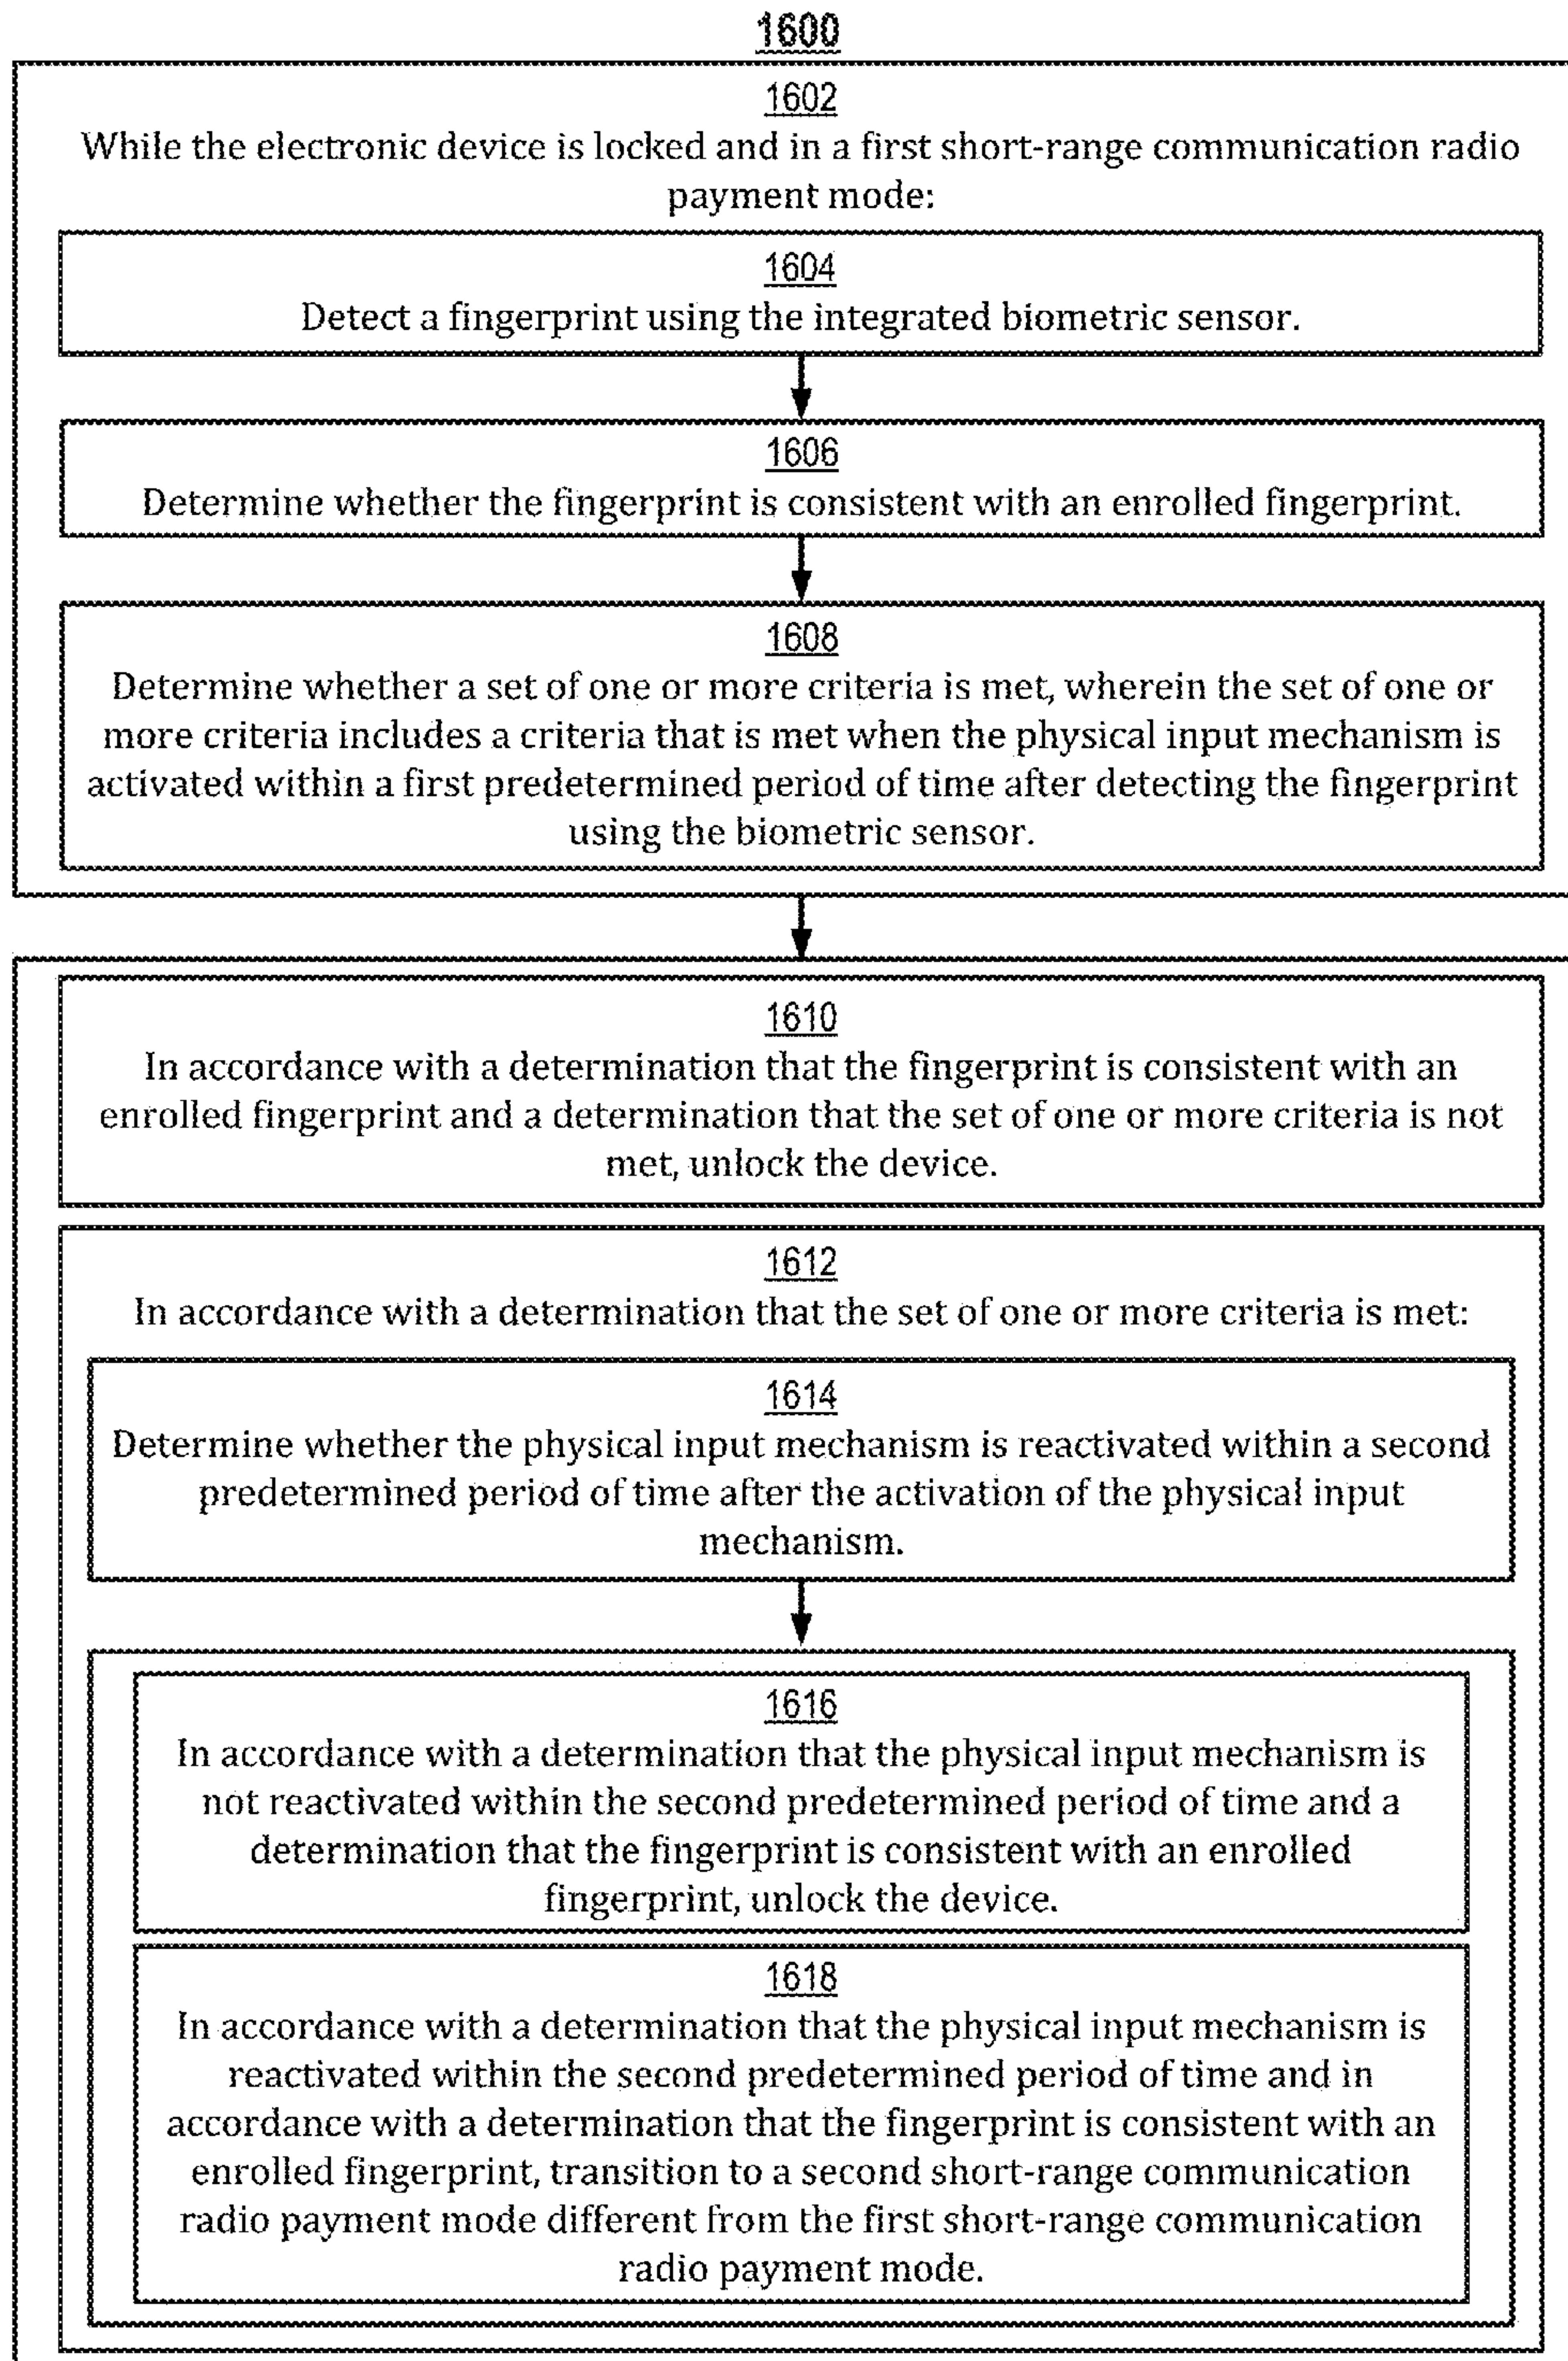 1600
1602
While the electronic device is locked and in a first short-range communication radio
payment mode:
1604
Detect a fingerprint using the integrated biometric sensor.
1606
Determine whether the fingerprint is consistent with an enrolled fingerprint.
1608
Determine whether a set of one or more criteria is met, wherein the set of one or
more criteria includes a criteria that is met when the physical input mechanism is
activated within a first predetermined period of time after detecting the fingerprint
using the biometric sensor.
1610
In accordance with a determination that the fingerprint is consistent with an
enrolled fingerprint and a determination that the set of one or more criteria is not
met, unlock the device.
1612
In accordance with a determination that the set of one or more criteria is met:
1614
Determine whether the physical input mechanism is reactivated within a second
predetermined period of time after the activation of the physical input
mechanism.
1616
In accordance with a determination that the physical input mechanism is
not reactivated within the second predetermined period of time and a
determination that the fingerprint is consistent with an enrolled
fingerprint, unlock the device.
1618
In accordance with a determination that the physical input mechanism is
reactivated within the second predetermined period of time and in
accordance with a determination that the fingerprint is consistent with an
enrolled fingerprint, transition to a second short-range communication
radio payment mode different from the first short-range communication
radio payment mode.